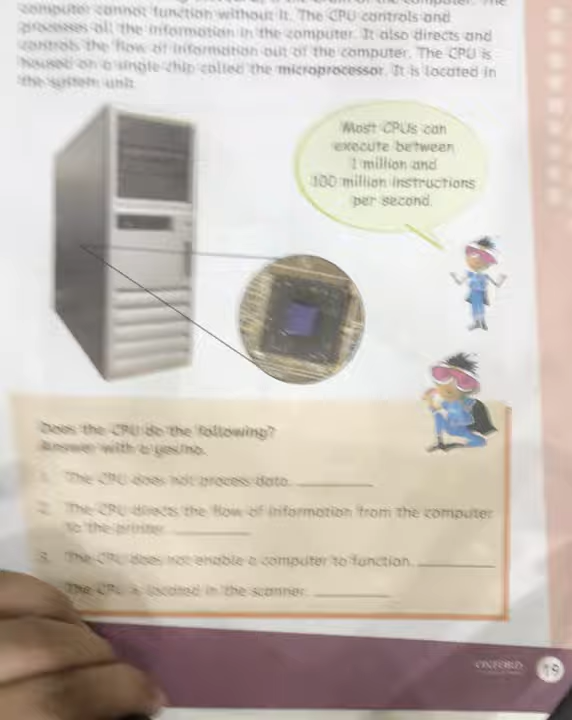 computer cannot function without it. The CPU controls and
processes all the information in the computer. It also directs and
controls the flow of information out of the computer. The CPU is
housed on a single chip called the microprocessor. It is located in
the system unit.
Most CPUs can
execute between
1 million and
100 million instructions
per second.
Does the CPU do the following?
Answer with a yes/no.
1. The CPU does not process data.
2. The CPU directs the flow of information from the computer
to the printer.
3. The CPU does not enable a computer to function.
The CPU is located in the scanner.
OXFORD
19